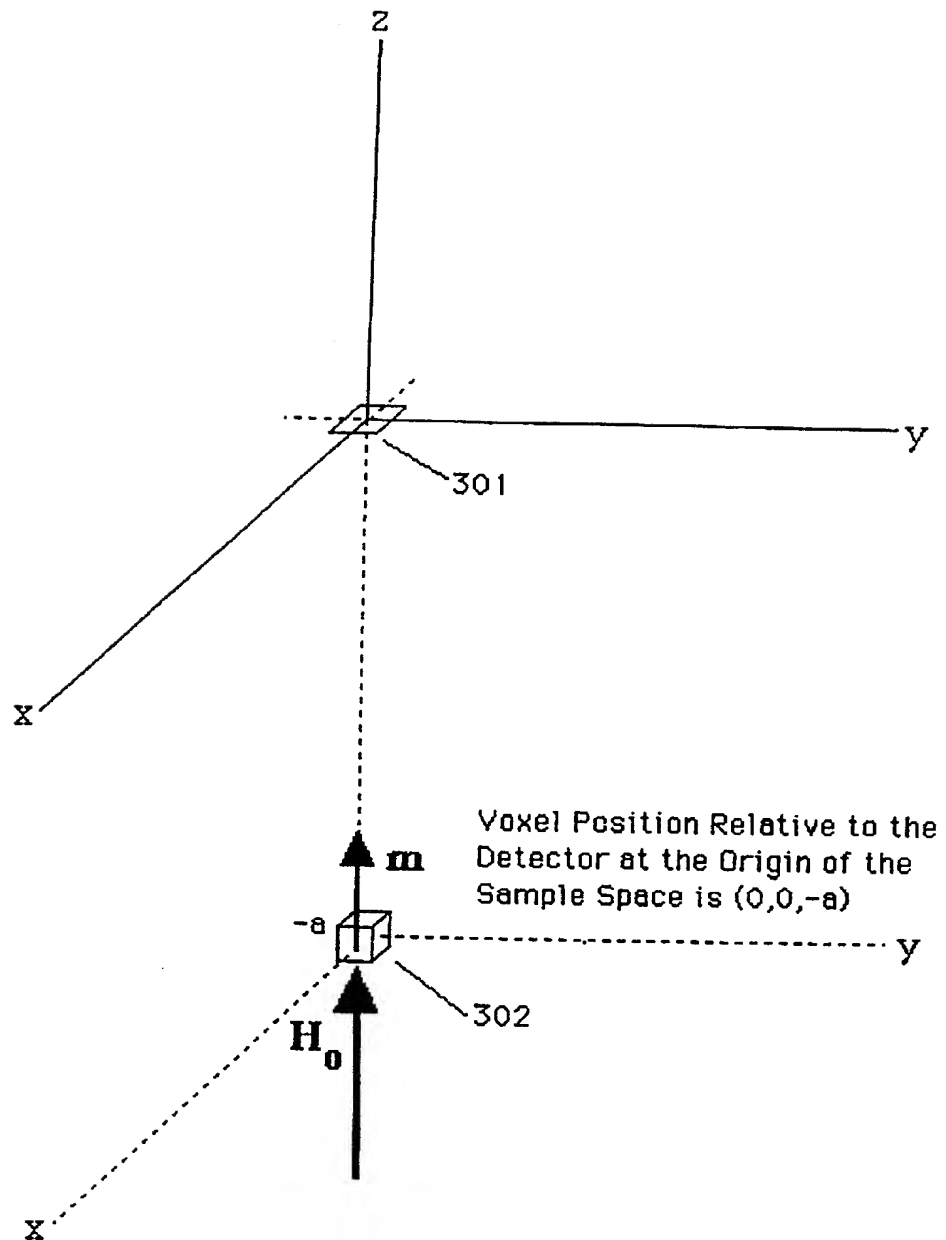 z
y
301
x
Voxel Position Relative to the
Detector at the Origin of the
Sample Space is (0,0,-a)
m
-a
y
302
H0
x